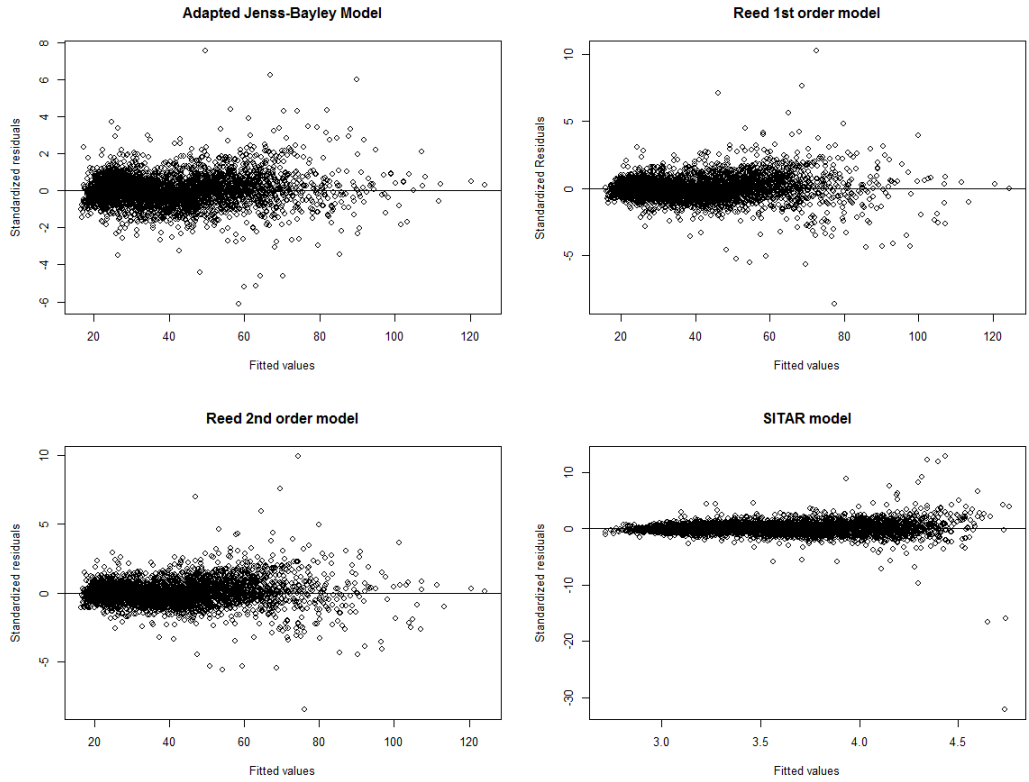 Adapted Jenss-Bayley Model
Standardized residuals
8
6
4
2
0
-2
-4
-6
20 40 60 80 100 120
Fitted values
Reed 1st order model
Standardized Residuals
10
5
0
-5
20 40 60 80 100 120
Fitted values
Reed 2nd order model
Standardized residuals
10
5
0
-5
20 40 60 80 100 120
Fitted values
SITAR model
Standardized residuals
10
0
-10
-20
-30
3.0 3.5 4.0 4.5
Fitted values